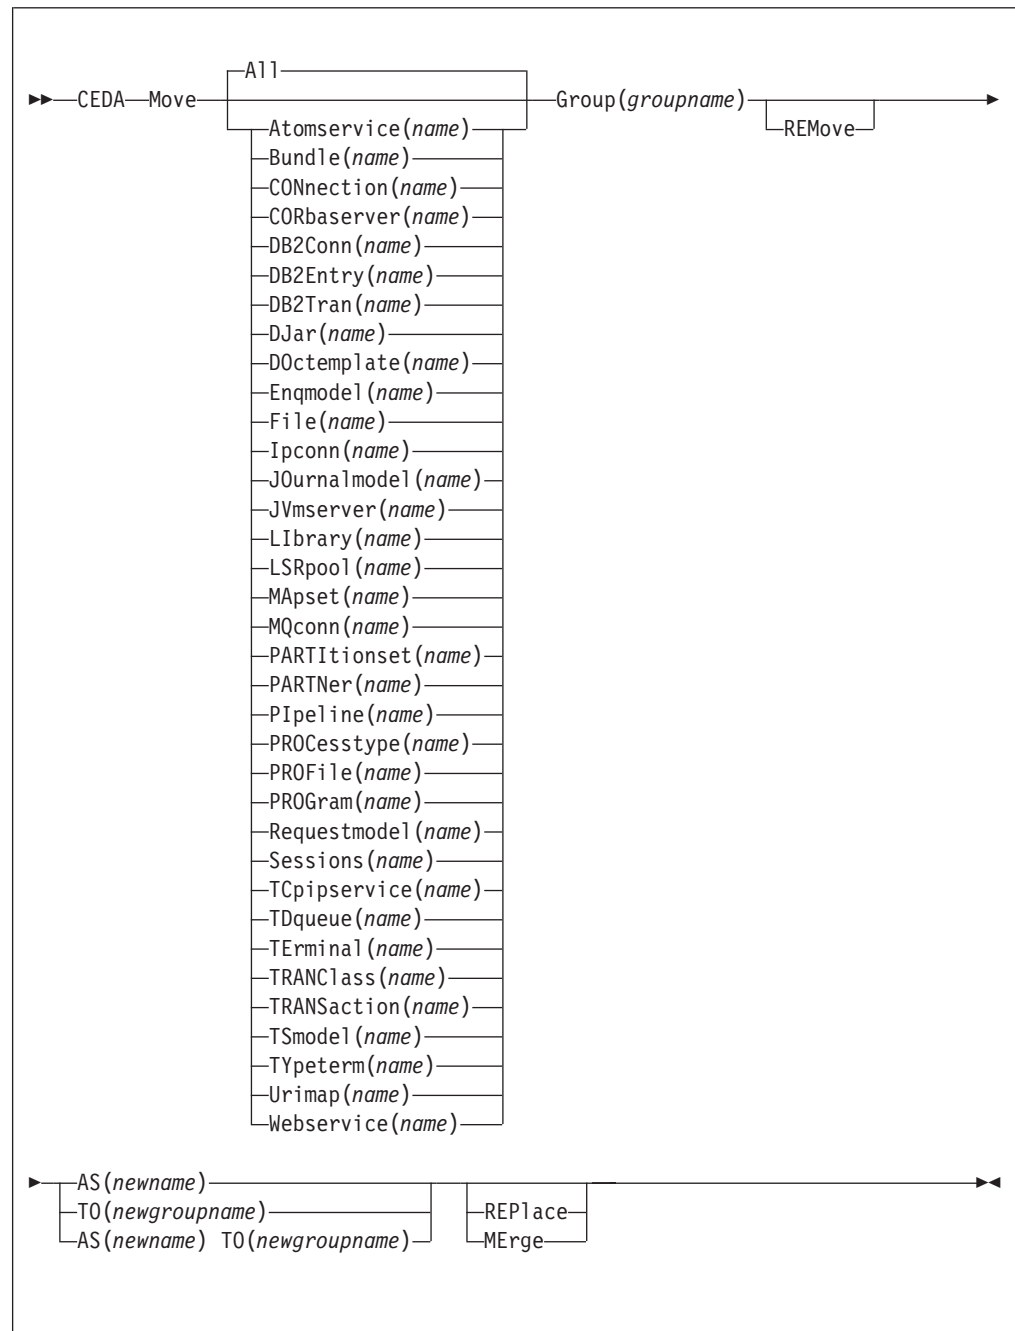 All
CEDA Move Group(groupname)
REMove
Atomservice(name)
Bundle(name)
CONnection(name)
CORbaserver(name)
DB2Conn(name)
DB2Entry(name)
DB2Tran(name)
DJar(name)
DOctemplate(name)
Enqmodel(name)
File(name)
Ipconn(name)
JOurnalmodel(name)
JVmserver(name)
LIbrary(name)
LSRpool(name)
MApset(name)
MQconn(name)
PARTItionset(name)
PARTNer(name)
PIpeline(name)
PROCesstype(name)
PROFile(name)
PROGram(name)
Requestmodel(name)
Sessions(name)
TCpipservice(name)
TDqueue(name)
TErminal(name)
TRANClass(name)
TRANSaction(name)
TSmodel(name)
TYpeterm(name)
Urimap(name)
Webservice(name)
AS(newname)
TO(newgroupname)
REPlace
AS(newname) TO(newgroupname)
MErge